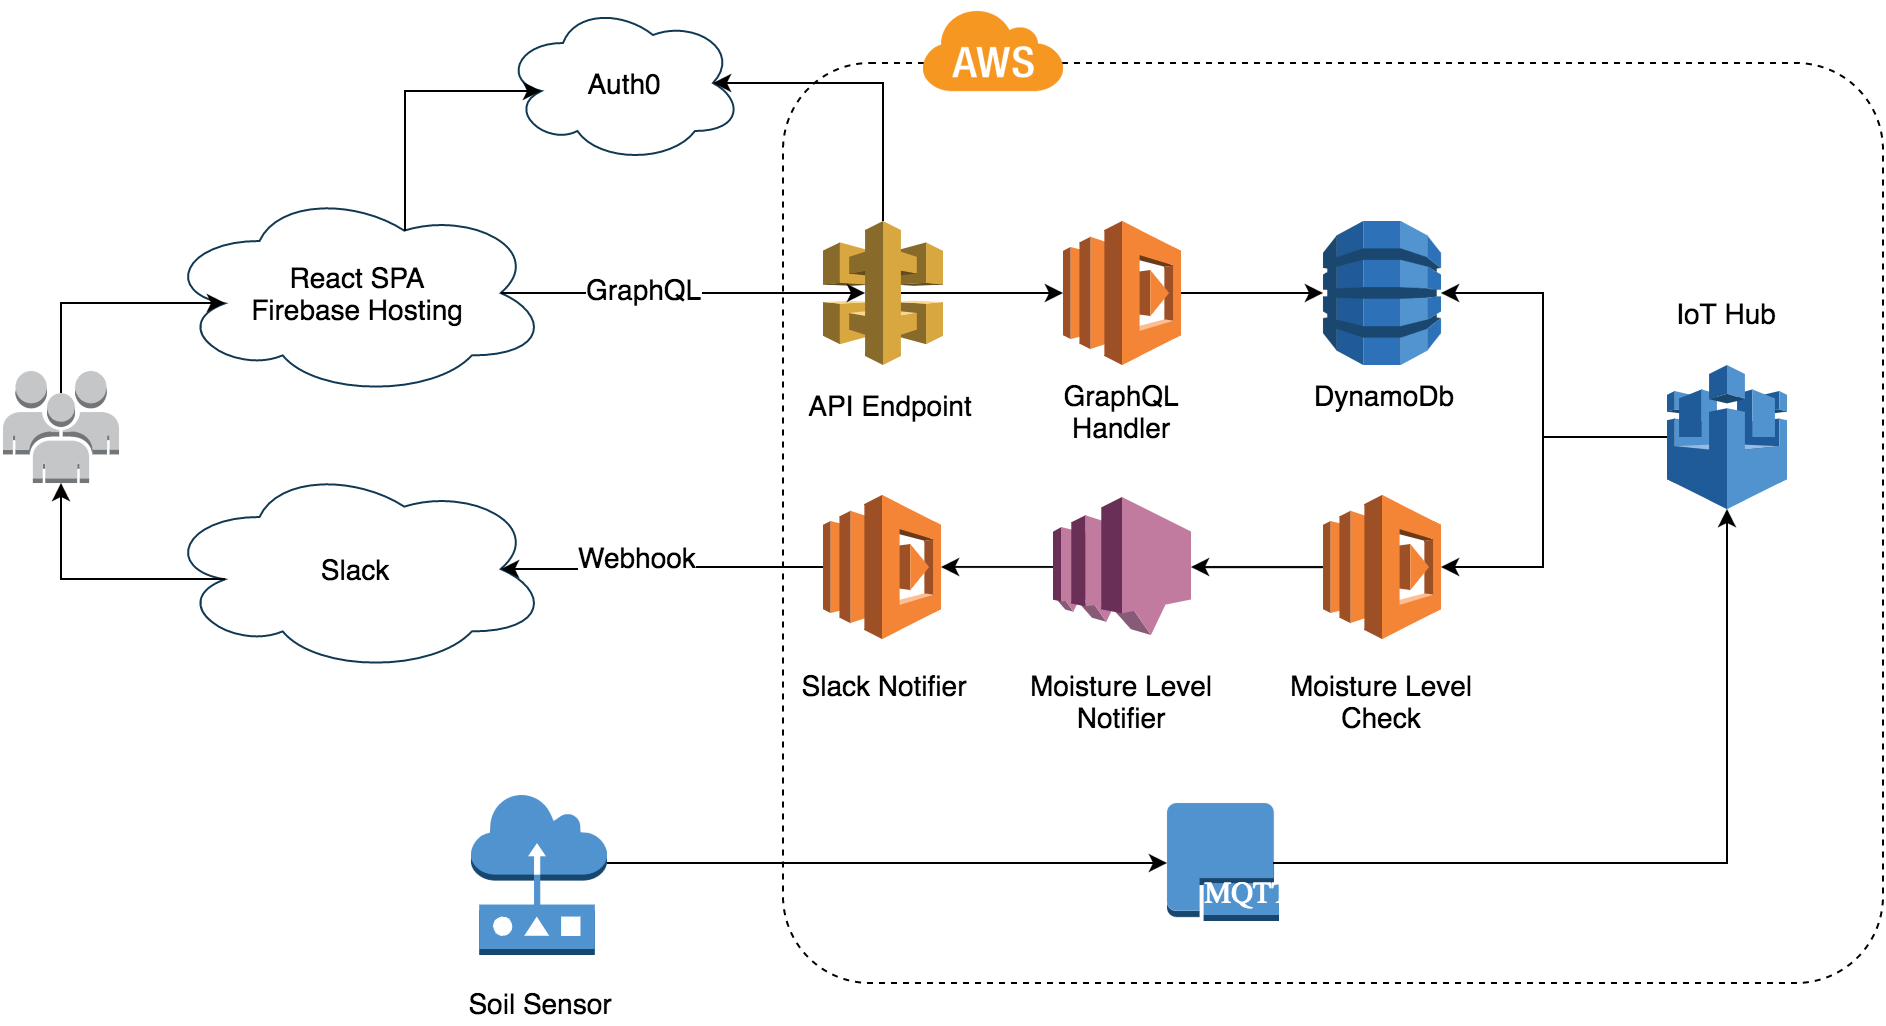 AWS
Auth0
React SPA
Firebase Hosting
GraphQL
IoT Hub
API Endpoint
GraphQL
Handler
DynamoDb
Webhook
Slack
Slack Notifier
Moisture Level
Notifier
Moisture Level
Check
MQTT
Soil Sensor